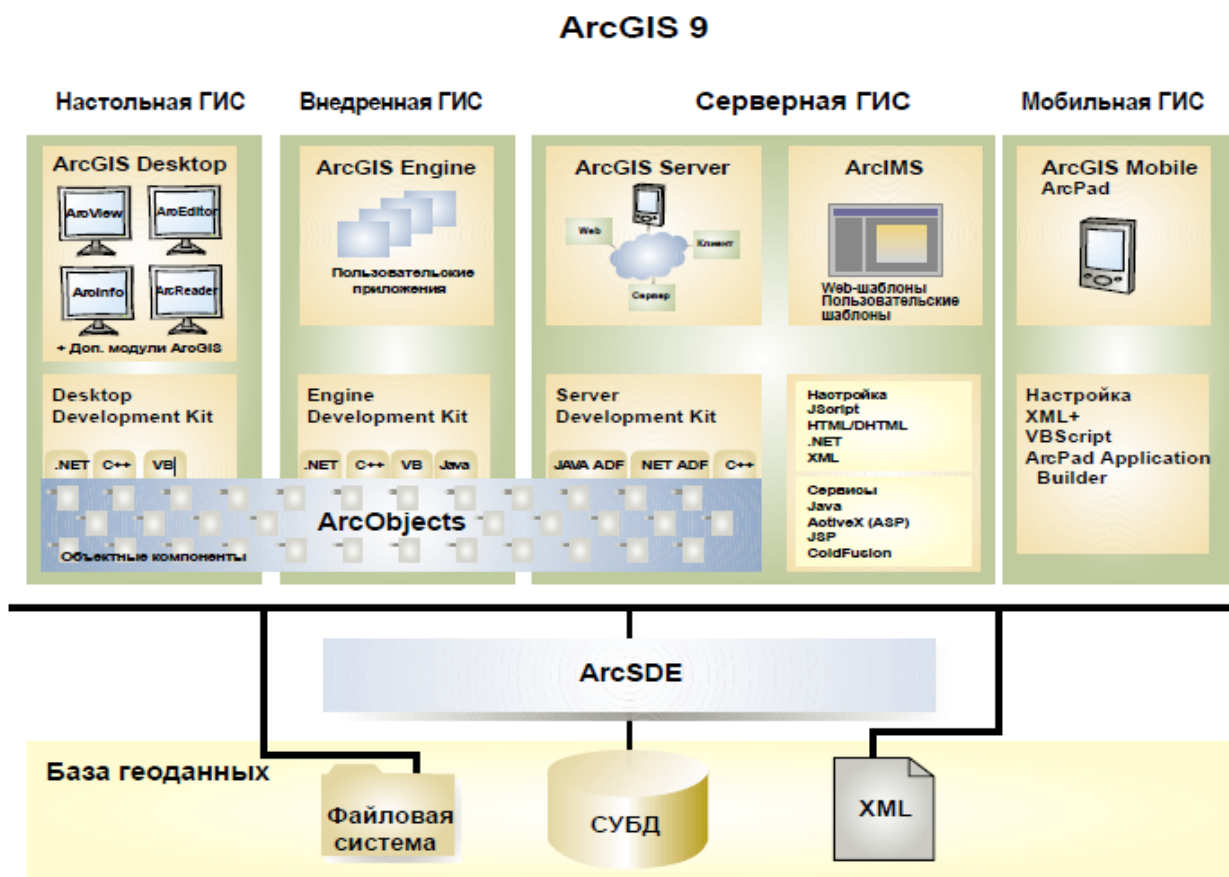 ArcGIS 9
Настольная ГИС
Внедренная ГИС
Серверная ГИС
Мобильная ГИС
ArcGIS Desktop
ArcView
ArcEditor
ArcInfo
ArcReader
+ Доп. модули ArcGIS
ArcGIS Engine
Пользовательские
приложения
ArcGIS Server
Web
Клиент
Сервер
ArcIMS
Web-шаблоны
Пользовательские
шаблоны
ArcGIS Mobile
ArcPad
Desktop
Development Kit
.NET
C++
VB
Engine
Development Kit
.NET
C++
VB
Java
Server
Development Kit
JAVA ADF
NET ADF
C++
Настройка
JScript
HTML/DHTML
.NET
XML
Сервисы
Java
ActiveX (ASP)
JSP
ColdFusion
Настройка
XML+
VBScript
ArcPad Application
Builder
ArcObjects
Объектные компоненты
ArcSDE
База геоданных
Файловая
система
СУБД
XML